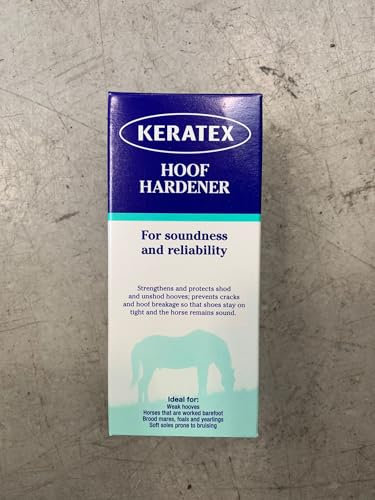 KERATEX
HOOF
HARDENER
For soundness
and reliability
Strengthens and protects shod
and unshod hooves; prevents cracks
and hoof breakage so that shoes stay on
tight and the horse remains sound.
Ideal for:
Weak hooves
Horses that are worked barefoot
Brood mares, foals and yearlings
Soft soles prone to bruising